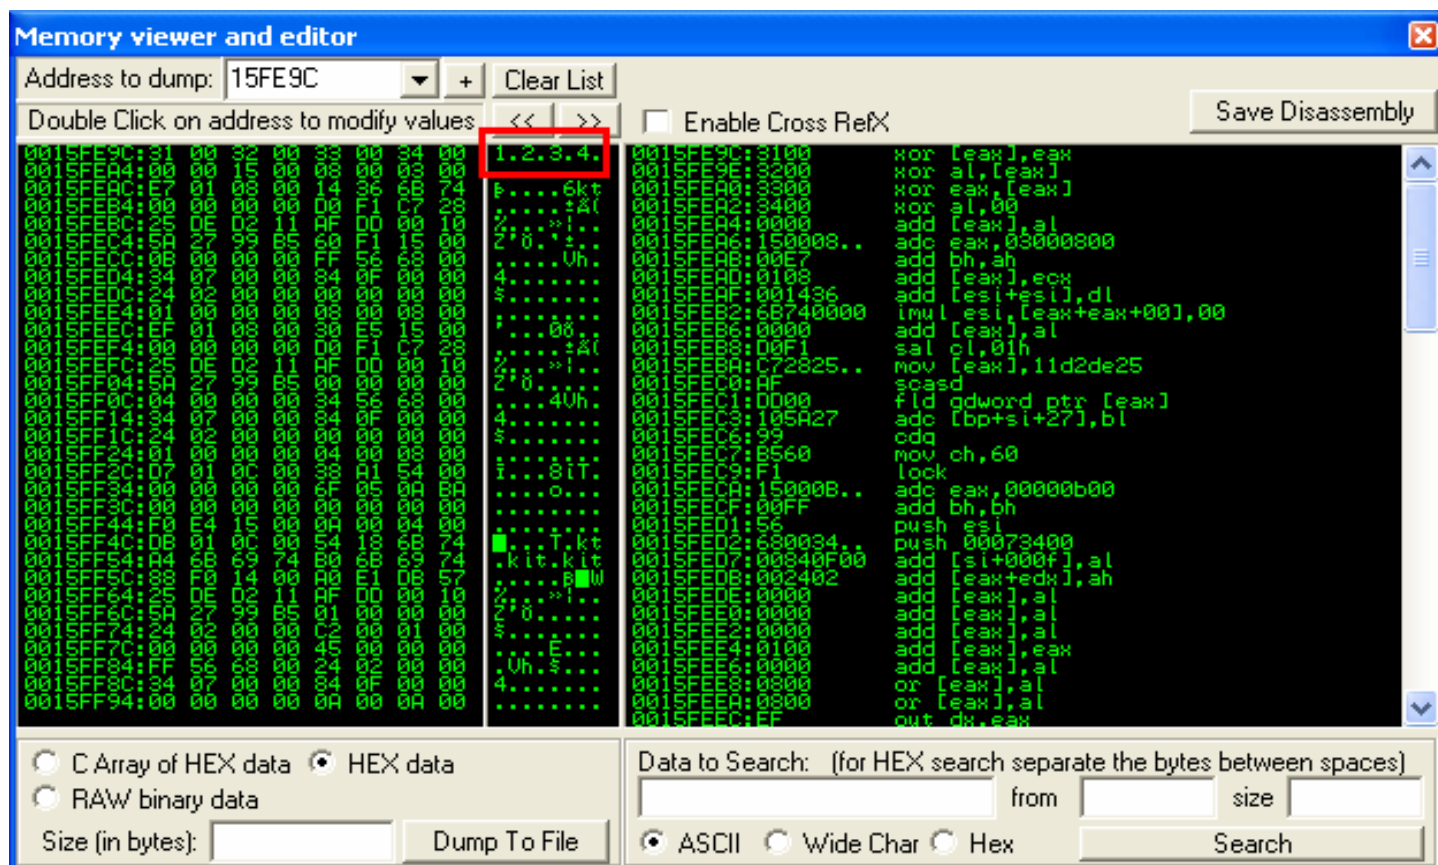 Memory viewer and editor
Address to dump: 15FE9C + Clear List
Double Click on address to modify values << >> Enable Cross RefX Save Disassembly
0015FE9C:31 00 32 00 33 00 34 00 1.2.3.4. 0015FE9C:3100 xor [eax],eax
0015FEA4:00 00 15 00 08 00 03 00 0015FE9E:3200 xor al,[eax]
0015FEAC:E7 01 08 00 14 36 6B 74 þ....6kt 0015FEA0:3300 xor eax,[eax]
0015FEB4:00 00 00 00 D0 F1 C7 28 0015FEA2:3400 xor al,00
0015FEBC:25 DE D2 11 AF DD 00 10 0015FEA4:0000 add [eax],al
0015FEC4:5A 27 99 B5 60 F1 15 00 0015FEA6:150008.. adc eax,03000800
0015FECC:0B 00 00 00 FF 56 68 00 .....Vh. 0015FEAB:00E7 add bh,ah
0015FED4:34 07 00 00 84 0F 00 00 4....... 0015FEAD:0108 add [eax],ecx
0015FEDC:24 02 00 00 00 00 00 00 $....... 0015FEAF:001436 add [esi+esi],dl
0015FEE4:01 00 00 00 08 00 08 00 ........ 0015FEB2:6B740000 imul esi,[eax+eax+00],00
0015FEEC:EF 01 08 00 30 E5 15 00 0015FEB6:0000 add [eax],al
0015FEF4:00 00 00 00 D0 F1 C7 28 0015FEB8:D0F1 sal cl,01h
0015FEFC:25 DE D2 11 AF DD 00 10 0015FEBA:C72825.. mov [eax],11d2de25
0015FF04:5A 27 99 B5 00 00 00 00 0015FEC0:AF scasd
0015FF0C:04 00 00 00 34 56 68 00 ....4Vh. 0015FEC1:DD00 fld qdword ptr [eax]
0015FF14:34 07 00 00 84 0F 00 00 4....... 0015FEC3:105A27 adc [bp+si+27],bl
0015FF1C:24 02 00 00 00 00 00 00 $....... 0015FEC6:99 cdq
0015FF24:01 00 00 00 04 00 08 00 ........ 0015FEC7:B560 mov ch,60
0015FF2C:D7 01 0C 00 38 A1 54 00 0015FEC9:F1 lock
0015FF34:00 00 00 00 6F 05 0A BA ....o... 0015FECA:15000B.. adc eax,00000b00
0015FF3C:00 00 00 00 00 00 00 00 ........ 0015FECF:00FF add bh,bh
0015FF44:F0 E4 15 00 0A 00 04 00 ........ 0015FED1:56 push esi
0015FF4C:DB 01 0C 00 54 18 6B 74 ...T.kt 0015FED2:680034.. push 00073400
0015FF54:A4 6B 69 74 B0 6B 69 74 .kit.kit 0015FED7:00840F00 add [si+000f],al
0015FF5C:88 F0 14 00 A0 E1 DB 57 0015FEDB:002402 add [eax+edx],ah
0015FF64:25 DE D2 11 AF DD 00 10 0015FEDE:0000 add [eax],al
0015FF6C:5A 27 99 B5 01 00 00 00 0015FEE0:0000 add [eax],al
0015FF74:24 02 00 00 C2 00 01 00 $....... 0015FEE2:0000 add [eax],al
0015FF7C:00 00 00 00 45 00 00 00 ....E... 0015FEE4:0100 add [eax],eax
0015FF84:FF 56 68 00 24 02 00 00 .Vh.$... 0015FEE6:0000 add [eax],al
0015FF8C:34 07 00 00 84 0F 00 00 4....... 0015FEE8:0800 or [eax],al
0015FF94:00 00 00 00 0A 00 0A 00 ........ 0015FEEA:0800 or [eax],al
0015FEEC:EF out dx,eax
C Array of HEX data HEX data
RAW binary data
Size (in bytes): Dump To File
Data to Search: (for HEX search separate the bytes between spaces)
from size
ASCII Wide Char Hex Search